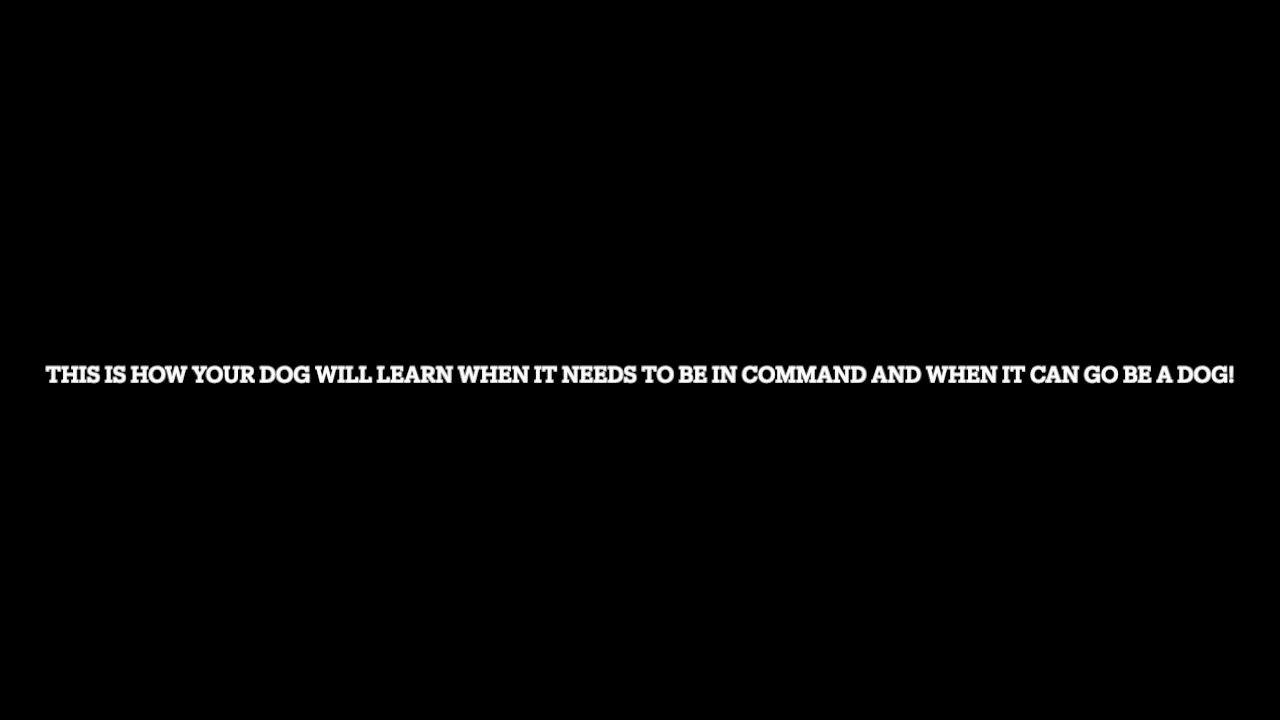 THIS IS HOW YOUR DOG WILL LEARN WHEN IT NEEDS TO BE IN COMMAND AND WHEN IT CAN GO BE A DOG!